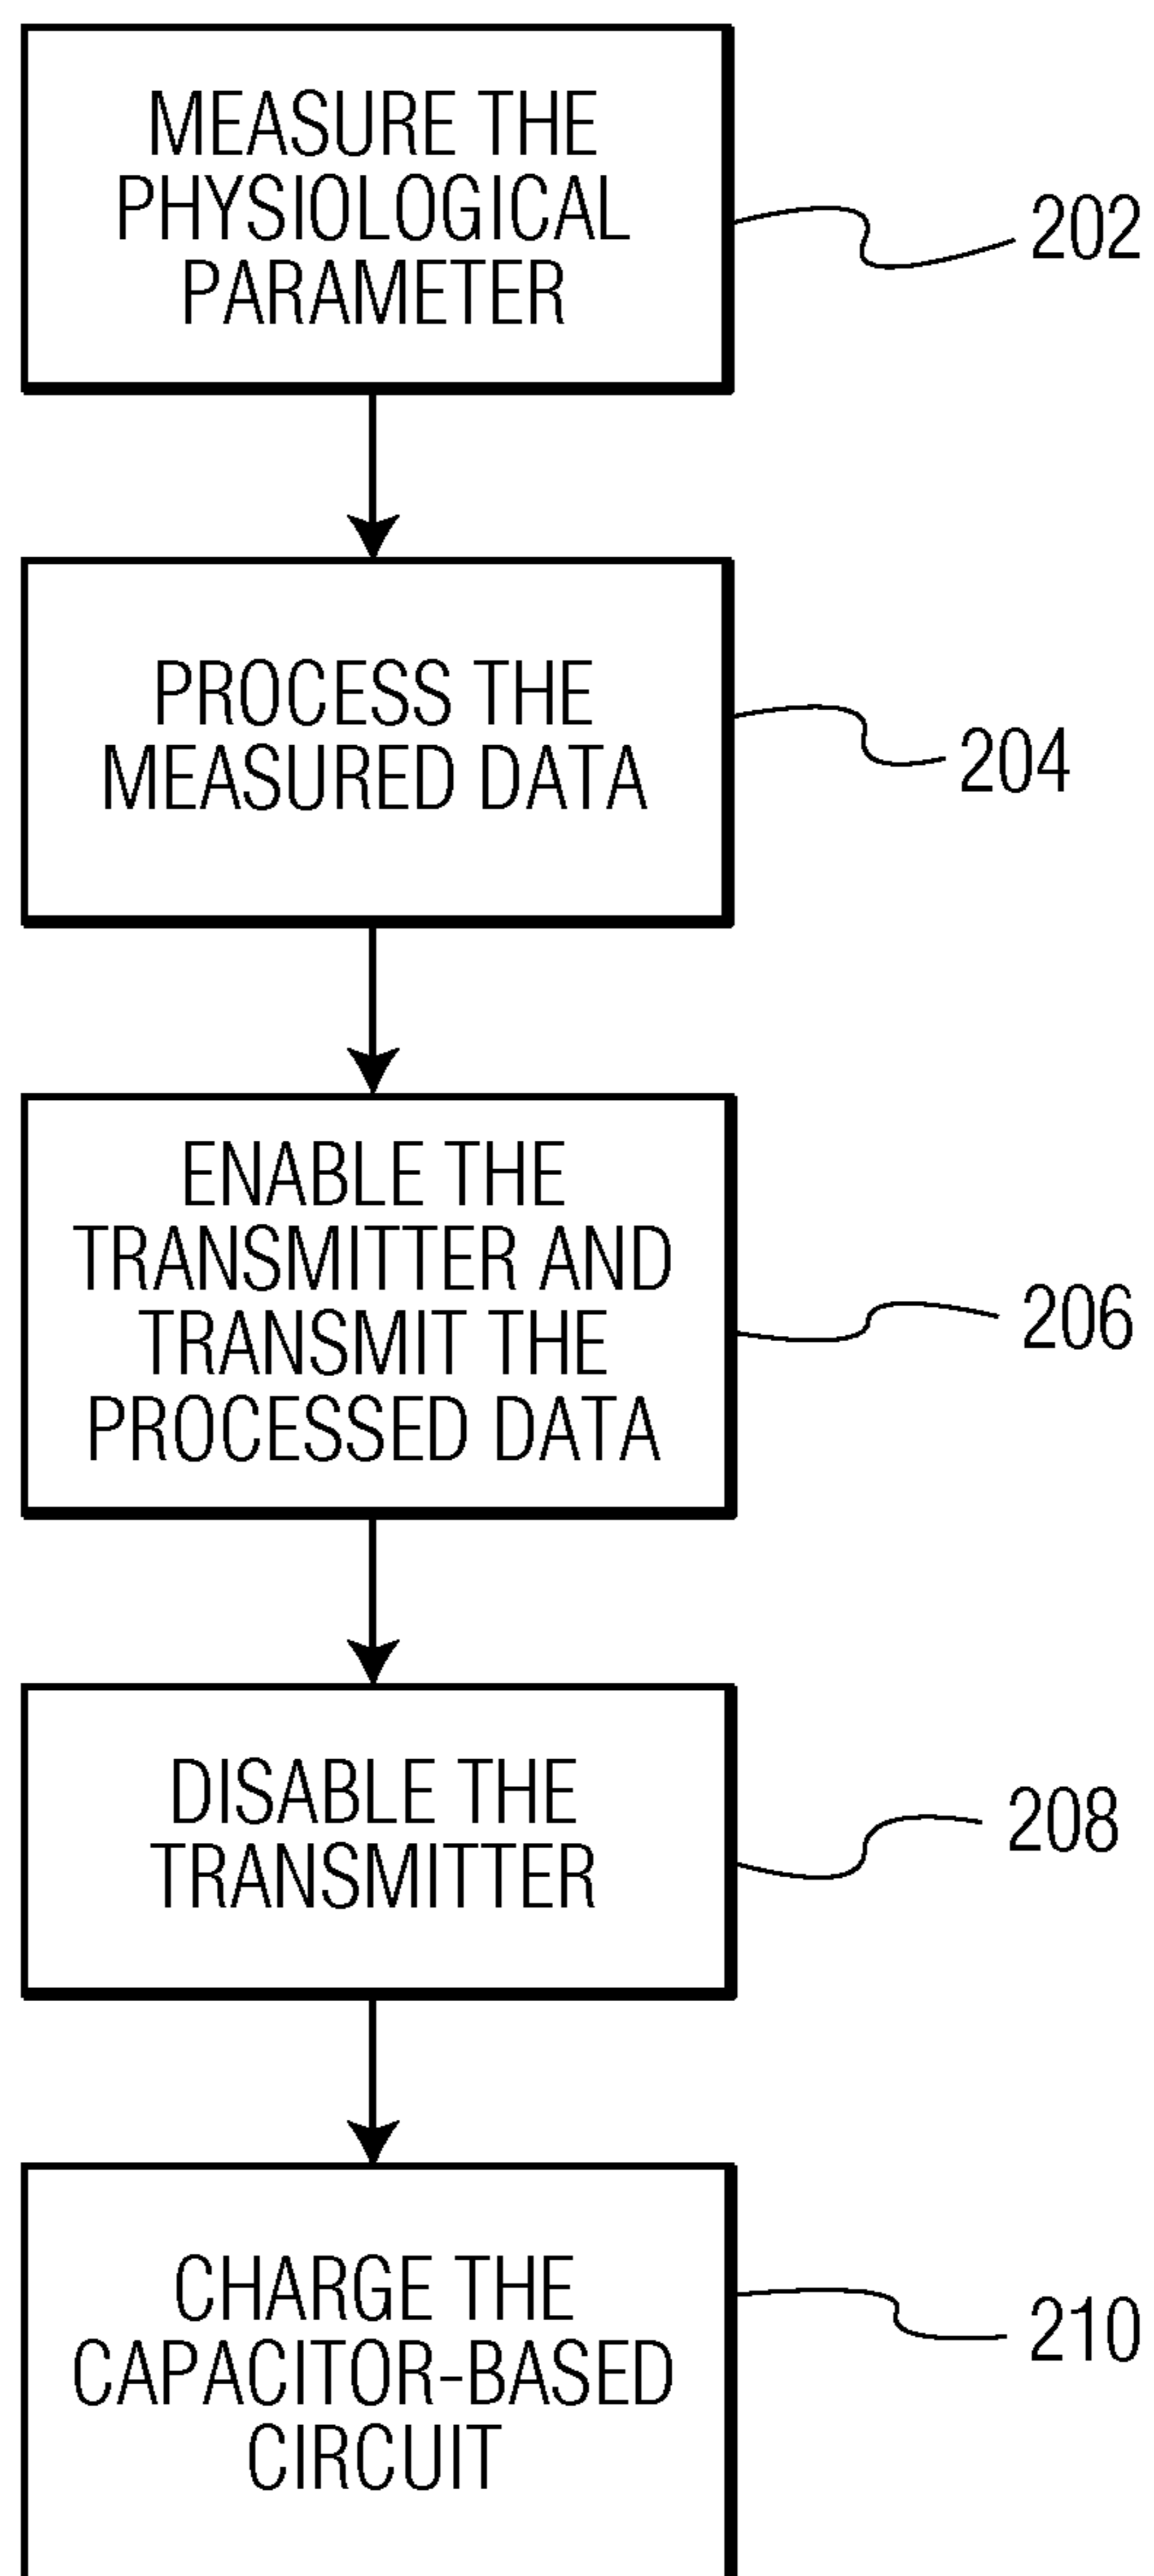 MEASURE THE
PHYSIOLOGICAL
PARAMETER
202
PROCESS THE
MEASURED DATA
204
ENABLE THE
TRANSMITTER AND
TRANSMIT THE
PROCESSED DATA
206
DISABLE THE
TRANSMITTER
208
CHARGE THE
CAPACITOR-BASED
CIRCUIT
210